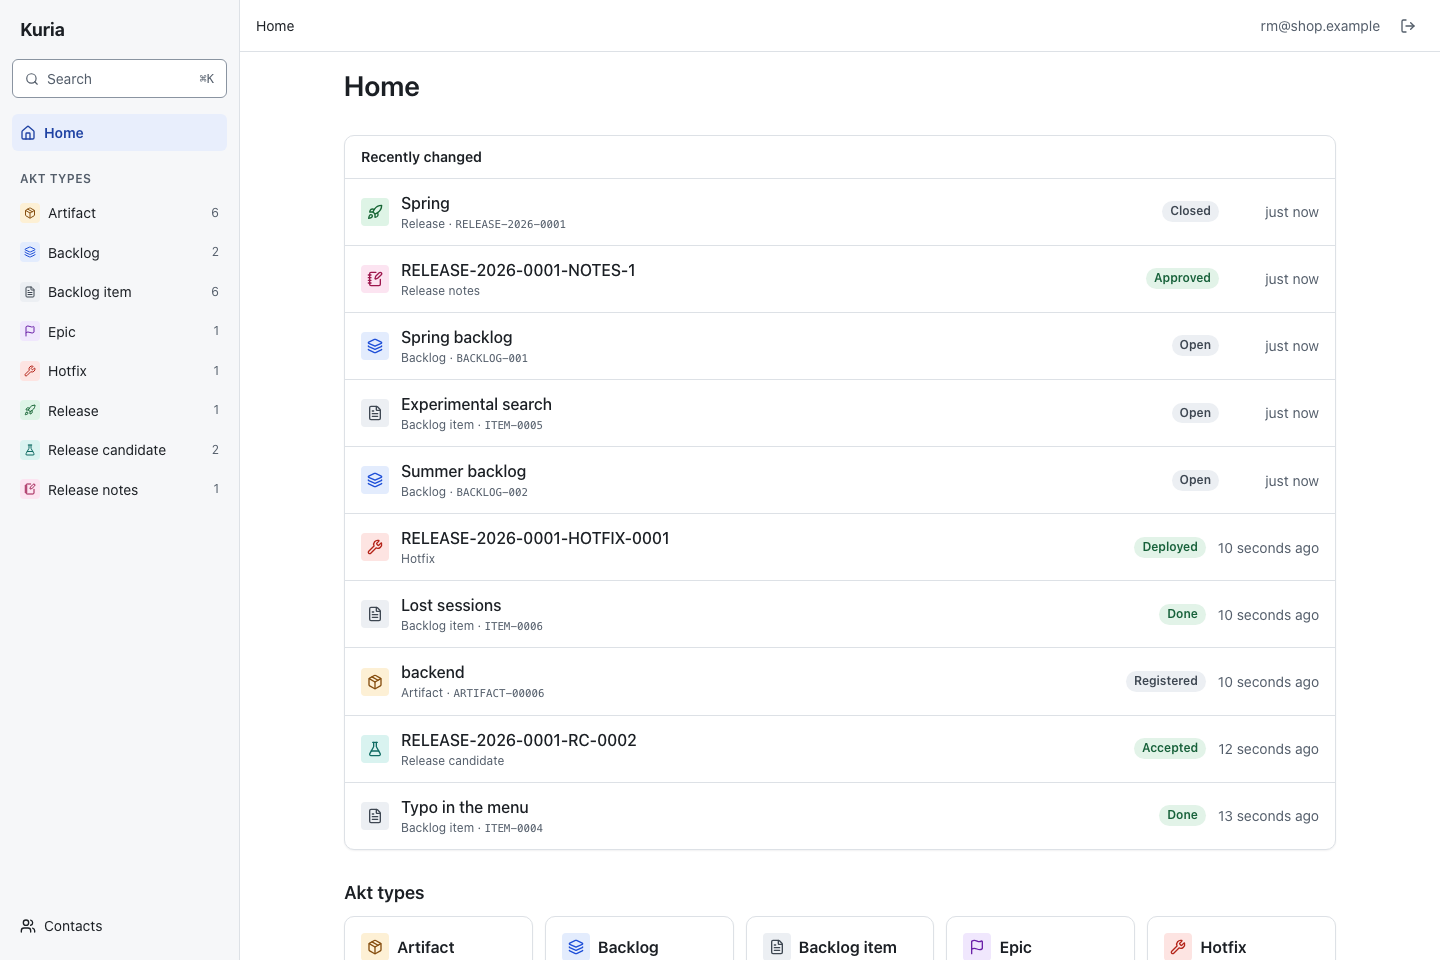 Kuria
Search ⌘K
Home
AKT TYPES
Artifact 6
Backlog 2
Backlog item 6
Epic 1
Hotfix 1
Release 1
Release candidate 2
Release notes 1
Contacts
Home
rm@shop.example
Home
Recently changed
Spring
Release · RELEASE-2026-0001
Closed
just now
RELEASE-2026-0001-NOTES-1
Release notes
Approved
just now
Spring backlog
Backlog · BACKLOG-001
Open
just now
Experimental search
Backlog item · ITEM-0005
Open
just now
Summer backlog
Backlog · BACKLOG-002
Open
just now
RELEASE-2026-0001-HOTFIX-0001
Hotfix
Deployed
10 seconds ago
Lost sessions
Backlog item · ITEM-0006
Done
10 seconds ago
backend
Artifact · ARTIFACT-00006
Registered
10 seconds ago
RELEASE-2026-0001-RC-0002
Release candidate
Accepted
12 seconds ago
Typo in the menu
Backlog item · ITEM-0004
Done
13 seconds ago
Akt types
Artifact
Backlog
Backlog item
Epic
Hotfix